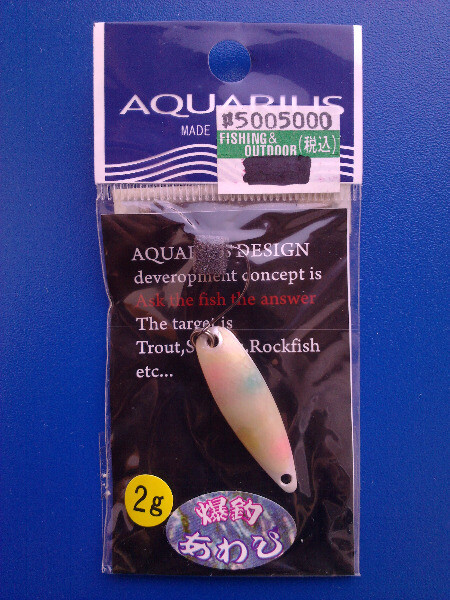 AQUARIUS
MADE
#5005000
FISHING &
OUTDOOR (税込)
AQUARIUS DESIGN
deveropment concept is
Ask the fish the answer
The target is
Trout,S,Rockfish
etc...
2g
爆釣
あわび